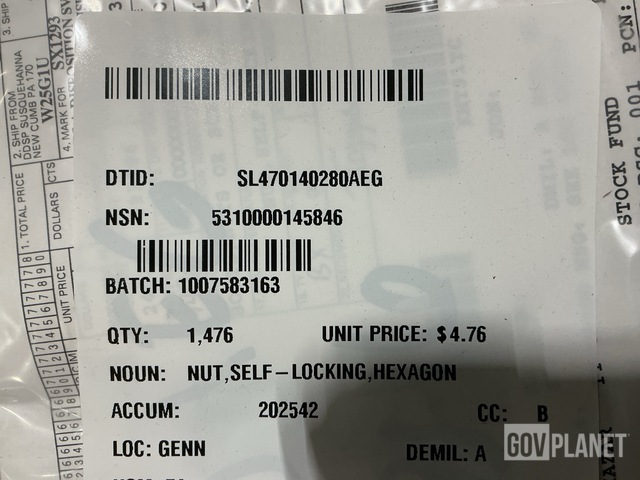 DTID: SL470140280AEG
NSN: 5310000145846
BATCH: 1007583163
QTY: 1,476 UNIT PRICE: $4.76
NOUN: NUT,SELF-LOCKING,HEXAGON
ACCUM: 202542 CC: B
LOC: GENN DEMIL: A
GOVPLANET
1. TOTAL PRICE
DOLLARS CTS
UNIT PRICE
2. SHIP FROM
DDSP SUSQUEHANNA
NEW CUMB PA 170
W25G1U
4. MARK FOR
SX1293
3. SHIP
STOCK FUND
001 PCN: